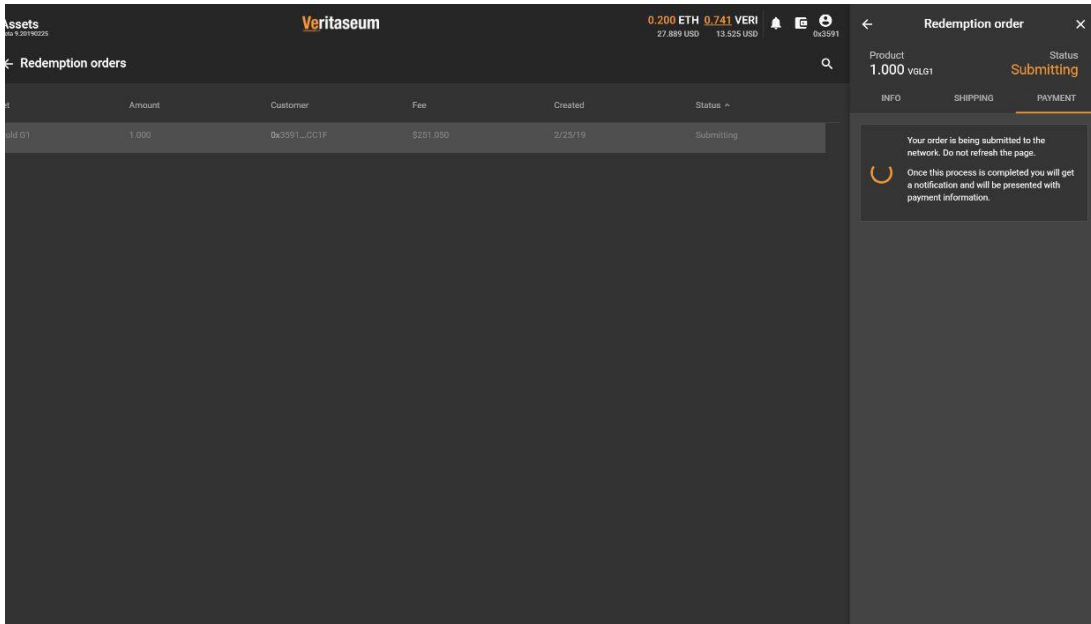 Assets
Veritaseum
0.200 ETH 0.741 VERI
27.889 USD 13.525 USD
0x3591
Redemption orders
Amount Customer Fee Created Status
old G1 1.000 0x3591...CC1F $251.050 2/25/19 Submitting
Redemption order
Product Status
1.000 VGLG1 Submitting
INFO SHIPPING PAYMENT
Your order is being submitted to the
network. Do not refresh the page.
Once this process is completed you will get
a notification and will be presented with
payment information.